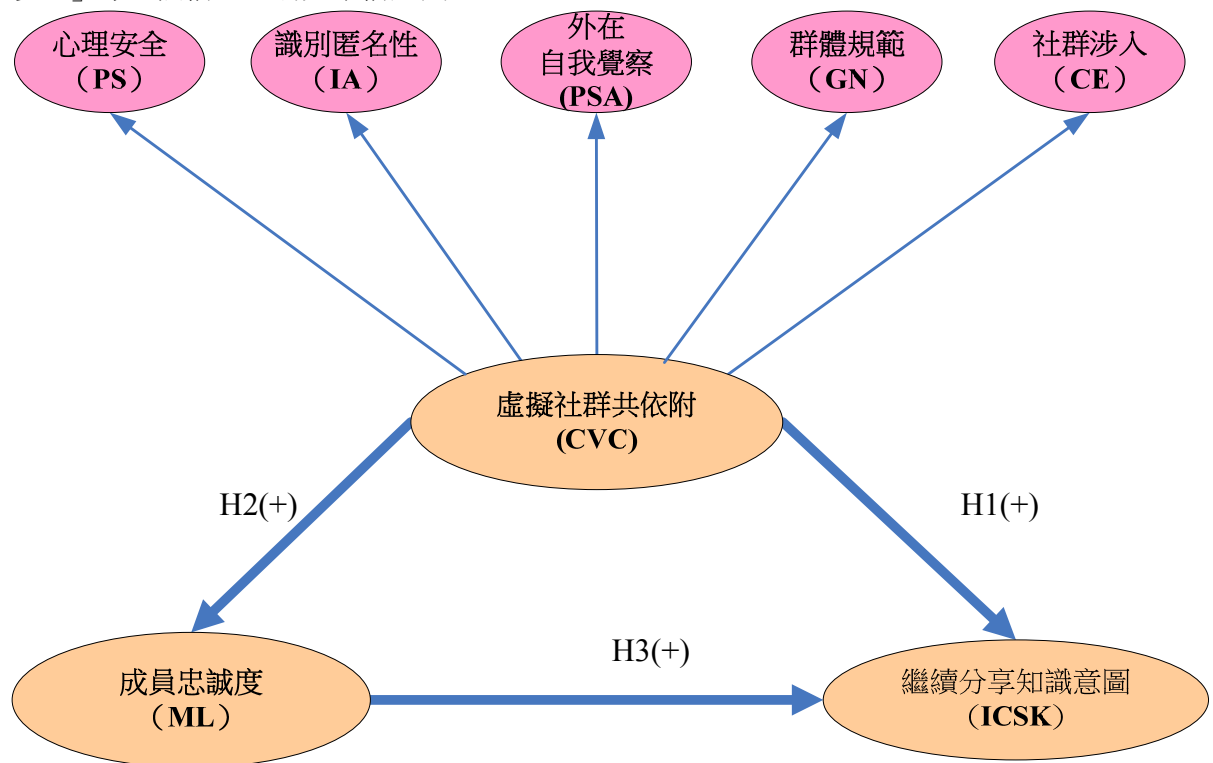 心理安全
（PS）
識別匿名性
（IA）
外在
自我覺察
(PSA)
群體規範
（GN）
社群涉入
（CE）
虛擬社群共依附
(CVC)
H2(+)
H1(+)
成員忠誠度
（ML）
H3(+)
繼續分享知識意圖
（ICSK）